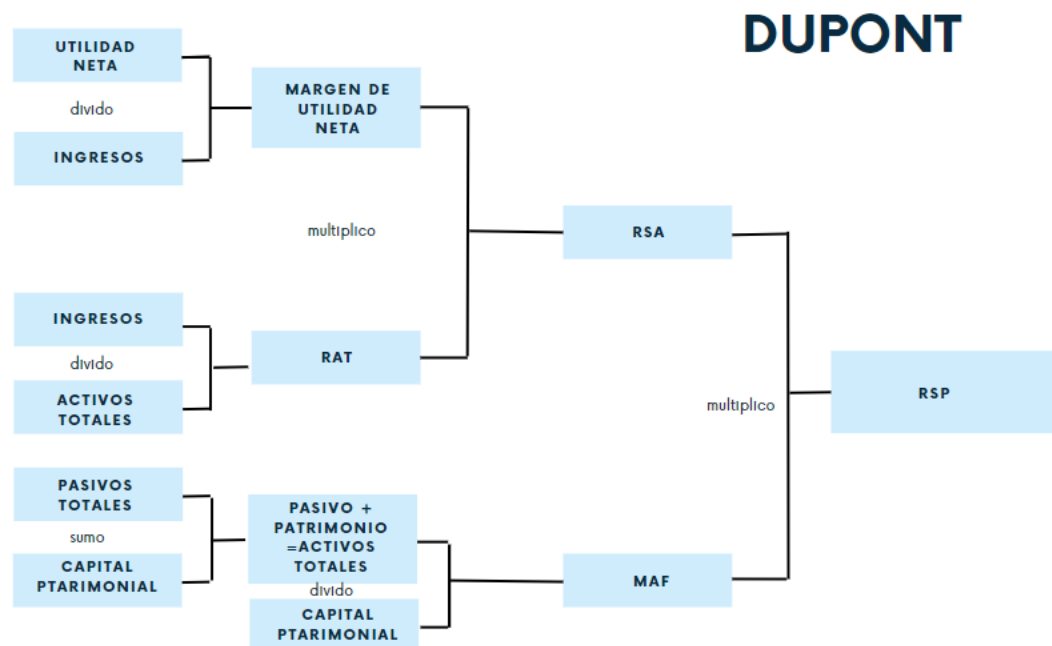 DUPONT
UTILIDAD
NETA
divido
INGRESOS
MARGEN DE
UTILIDAD
NETA
multiplico
RSA
INGRESOS
divido
ACTIVOS
TOTALES
RAT
multiplico
RSP
PASIVOS
TOTALES
sumo
CAPITAL
PTARIMONIAL
PASIVO +
PATRIMONIO
=ACTIVOS
TOTALES
divido
CAPITAL
PTARIMONIAL
MAF